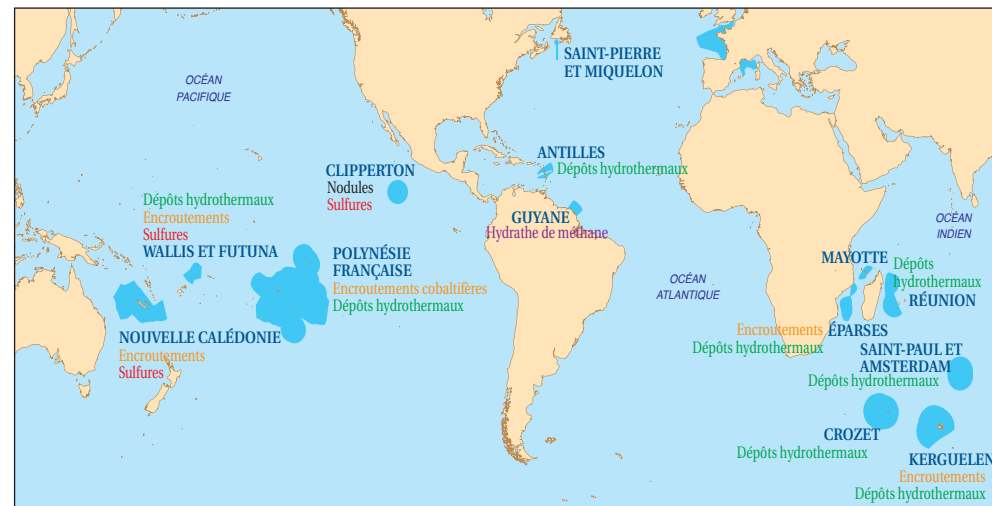 SAINT-PIERRE
ET MIQUELON
OCÉAN
PACIFIQUE
ANTILLES
Dépôts hydrothermaux
CLIPPERTON
Nodules
Sulfures
Dépôts hydrothermaux
Encroutements
Sulfures
WALLIS ET FUTUNA
GUYANE
Hydrathe de méthane
OCÉAN
INDIEN
POLYNÉSIE
FRANÇAISE
Encroutements cobaltifères
Dépôts hydrothermaux
MAYOTTE
Dépôts
hydrothermaux
RÉUNION
OCÉAN
ATLANTIQUE
NOUVELLE CALÉDONIE
Encroutements
Sulfures
Encroutements ÉPARSES
Dépôts hydrothermaux
SAINT-PAUL ET
AMSTERDAM
Dépôts hydrothermaux
CROZET
Dépôts hydrothermaux
KERGUELEN
Encroutements
Dépôts hydrothermaux